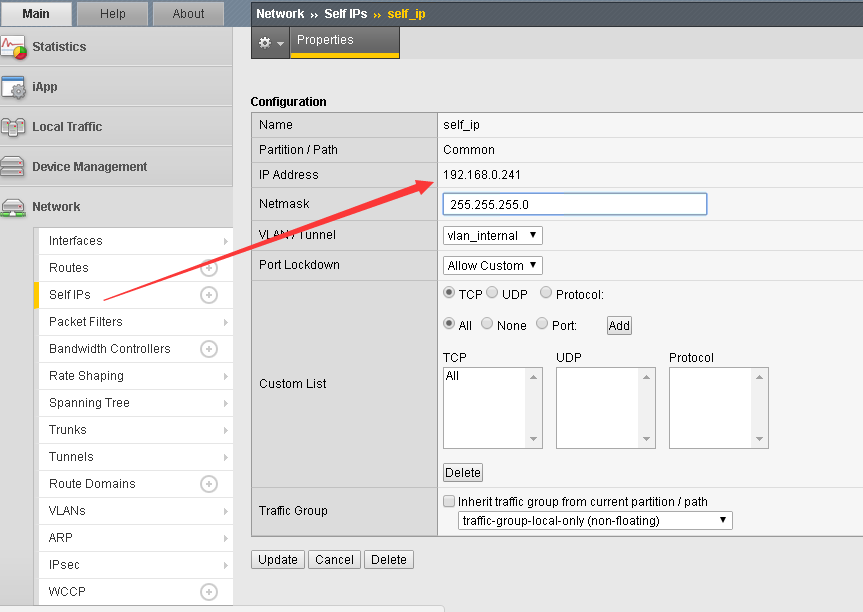 Main Help About
Statistics
iApp
Local Traffic
Device Management
Network
Interfaces
Routes
Self IPs
Packet Filters
Bandwidth Controllers
Rate Shaping
Spanning Tree
Trunks
Tunnels
Route Domains
VLANs
ARP
IPsec
WCCP
Network ›› Self IPs ›› self_ip
Properties
Configuration
Name self_ip
Partition / Path Common
IP Address 192.168.0.241
Netmask 255.255.255.0
VLAN / Tunnel vlan_internal
Port Lockdown Allow Custom
Custom List
TCP UDP Protocol:
All None Port: Add
TCP UDP Protocol
All
Delete
Traffic Group
Inherit traffic group from current partition / path
traffic-group-local-only (non-floating)
Update Cancel Delete